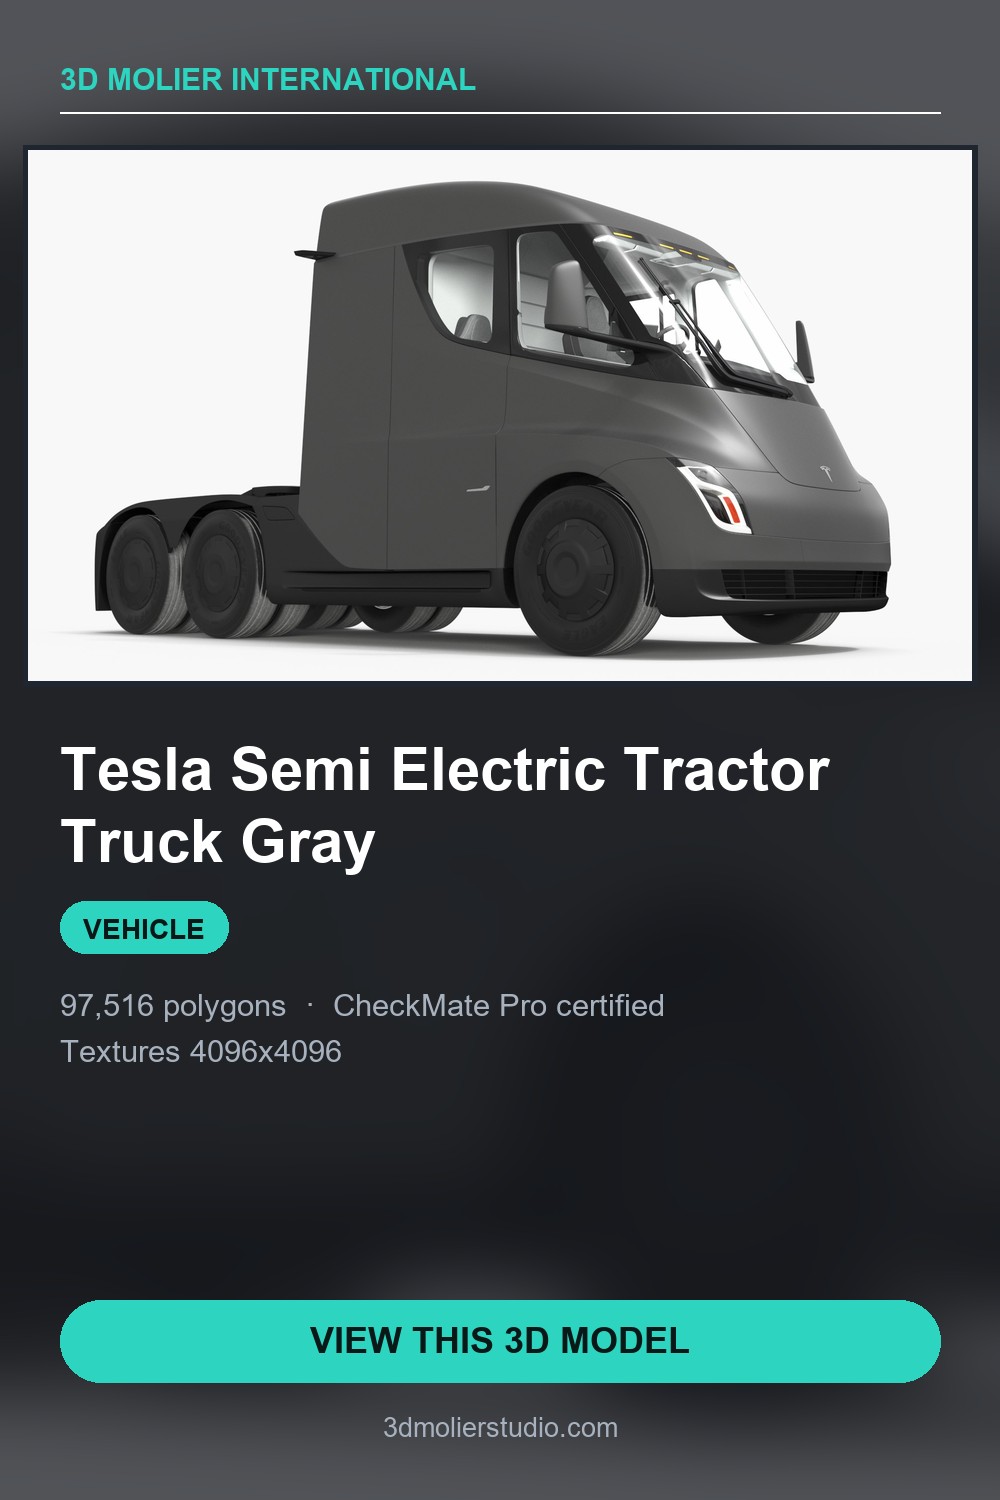 3D MOLIER INTERNATIONAL
Tesla Semi Electric Tractor
Truck Gray
VEHICLE
97,516 polygons · CheckMate Pro certified
Textures 4096x4096
VIEW THIS 3D MODEL
3dmolierstudio.com